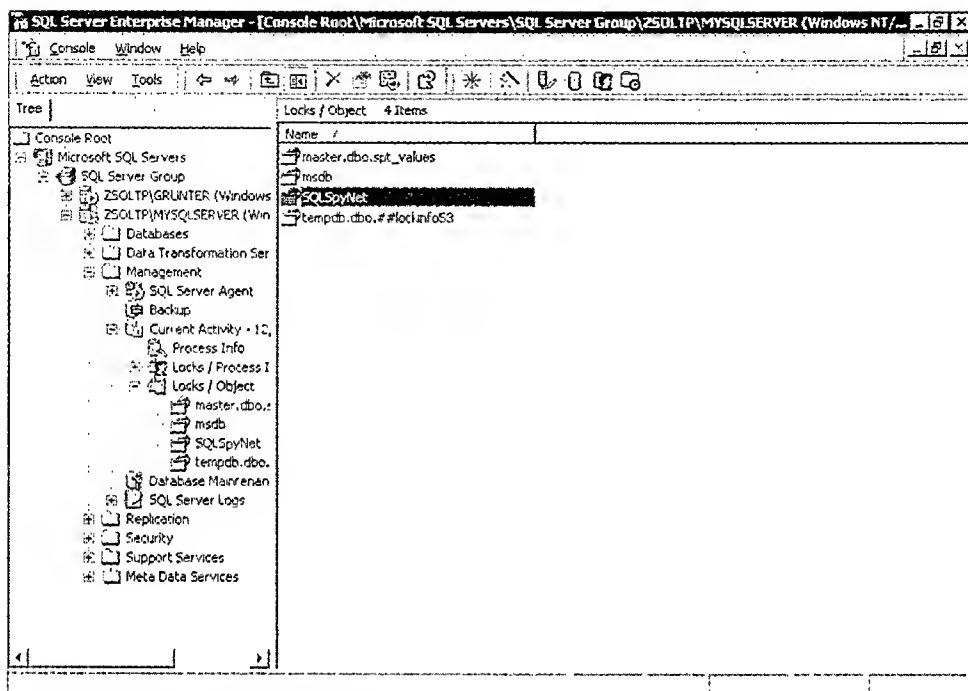 SQL Server Enterprise Manager - [Console Root\Microsoft SQL Servers\SQL Server Group\ZSOLTP\MYSQLSERVER (Windows NT/...
Console Window Help
Action View Tools
Tree
Locks / Object 4 Items
Name
Console Root
Microsoft SQL Servers
SQL Server Group
ZSOLTP\GRUNTER (Windows
ZSOLTP\MYSQLSERVER (Win
Databases
Data Transformation Ser
Management
SQL Server Agent
Backup
Current Activity - 12,
Process Info
Locks / Process I
Locks / Object
master.dbo.s
msdb
SQLSpyNet
tempdb.dbo.
Database Maintenan
SQL Server Logs
Replication
Security
Support Services
Meta Data Services
master.dbo.spt_values
msdb
SQLSpyNet
tempdb.dbo.##lockinfo53